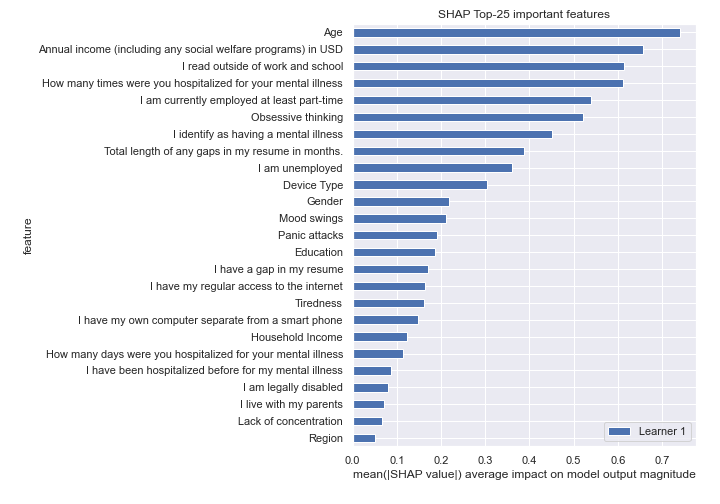 SHAP Top-25 important features
feature
Age
Annual income (including any social welfare programs) in USD
I read outside of work and school
How many times were you hospitalized for your mental illness
I am currently employed at least part-time
Obsessive thinking
I identify as having a mental illness
Total length of any gaps in my resume in months.
I am unemployed
Device Type
Gender
Mood swings
Panic attacks
Education
I have a gap in my resume
I have my regular access to the internet
Tiredness
I have my own computer separate from a smart phone
Household Income
How many days were you hospitalized for your mental illness
I have been hospitalized before for my mental illness
I am legally disabled
I live with my parents
Lack of concentration
Region
Learner 1
0.0 0.1 0.2 0.3 0.4 0.5 0.6 0.7
mean(|SHAP value|) average impact on model output magnitude